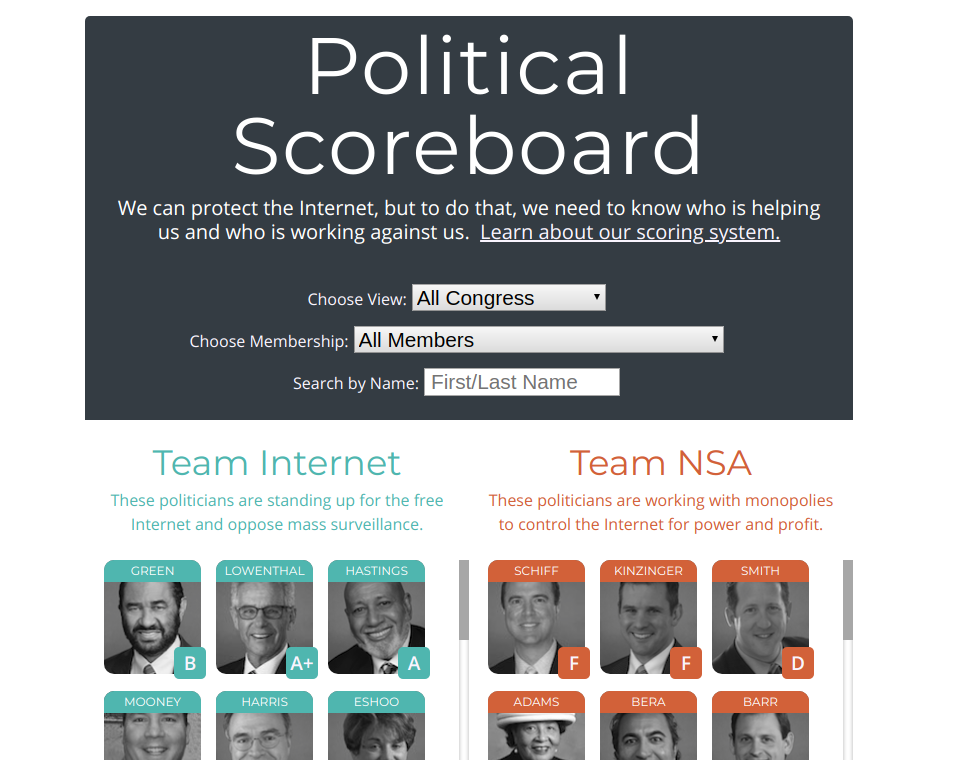 Political
Scoreboard
We can protect the Internet, but to do that, we need to know who is helping
us and who is working against us. Learn about our scoring system.
Choose View: All Congress
Choose Membership: All Members
Search by Name: First/Last Name
Team Internet
These politicians are standing up for the free
Internet and oppose mass surveillance.
GREEN LOWENTHAL HASTINGS
B A+ A
MOONEY HARRIS ESHOO
Team NSA
These politicians are working with monopolies
to control the Internet for power and profit.
SCHIFF KINZINGER SMITH
F F D
ADAMS BERA BARR